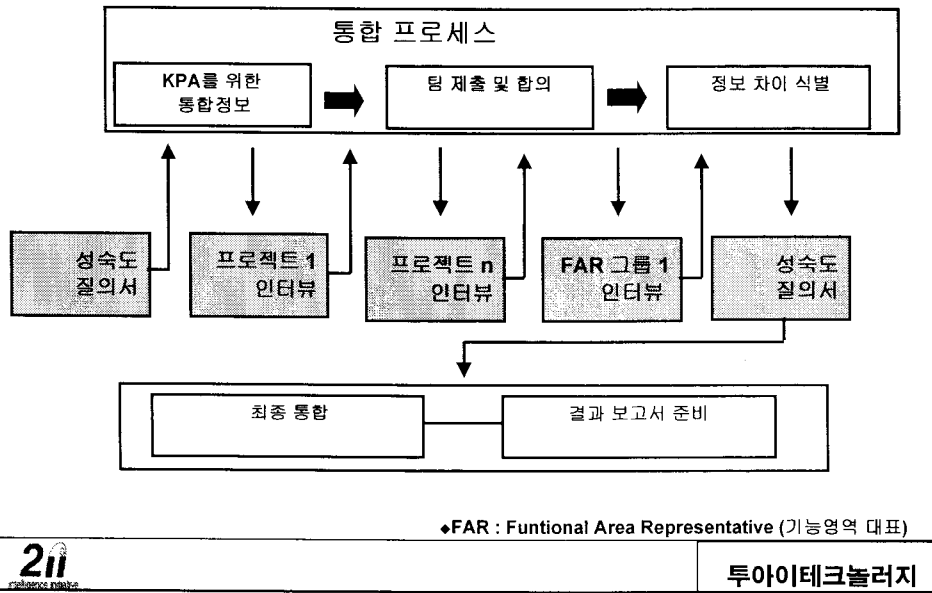 통합 프로세스
KPA를 위한
통합정보
팀 제출 및 합의
정보 차이 식별
성숙도
질의서
프로젝트 1
인터뷰
프로젝트 n
인터뷰
FAR 그룹 1
인터뷰
성숙도
질의서
최종 통합
결과 보고서 준비
◆FAR : Funtional Area Representative (기능영역 대표)
2ii
투아이테크놀러지